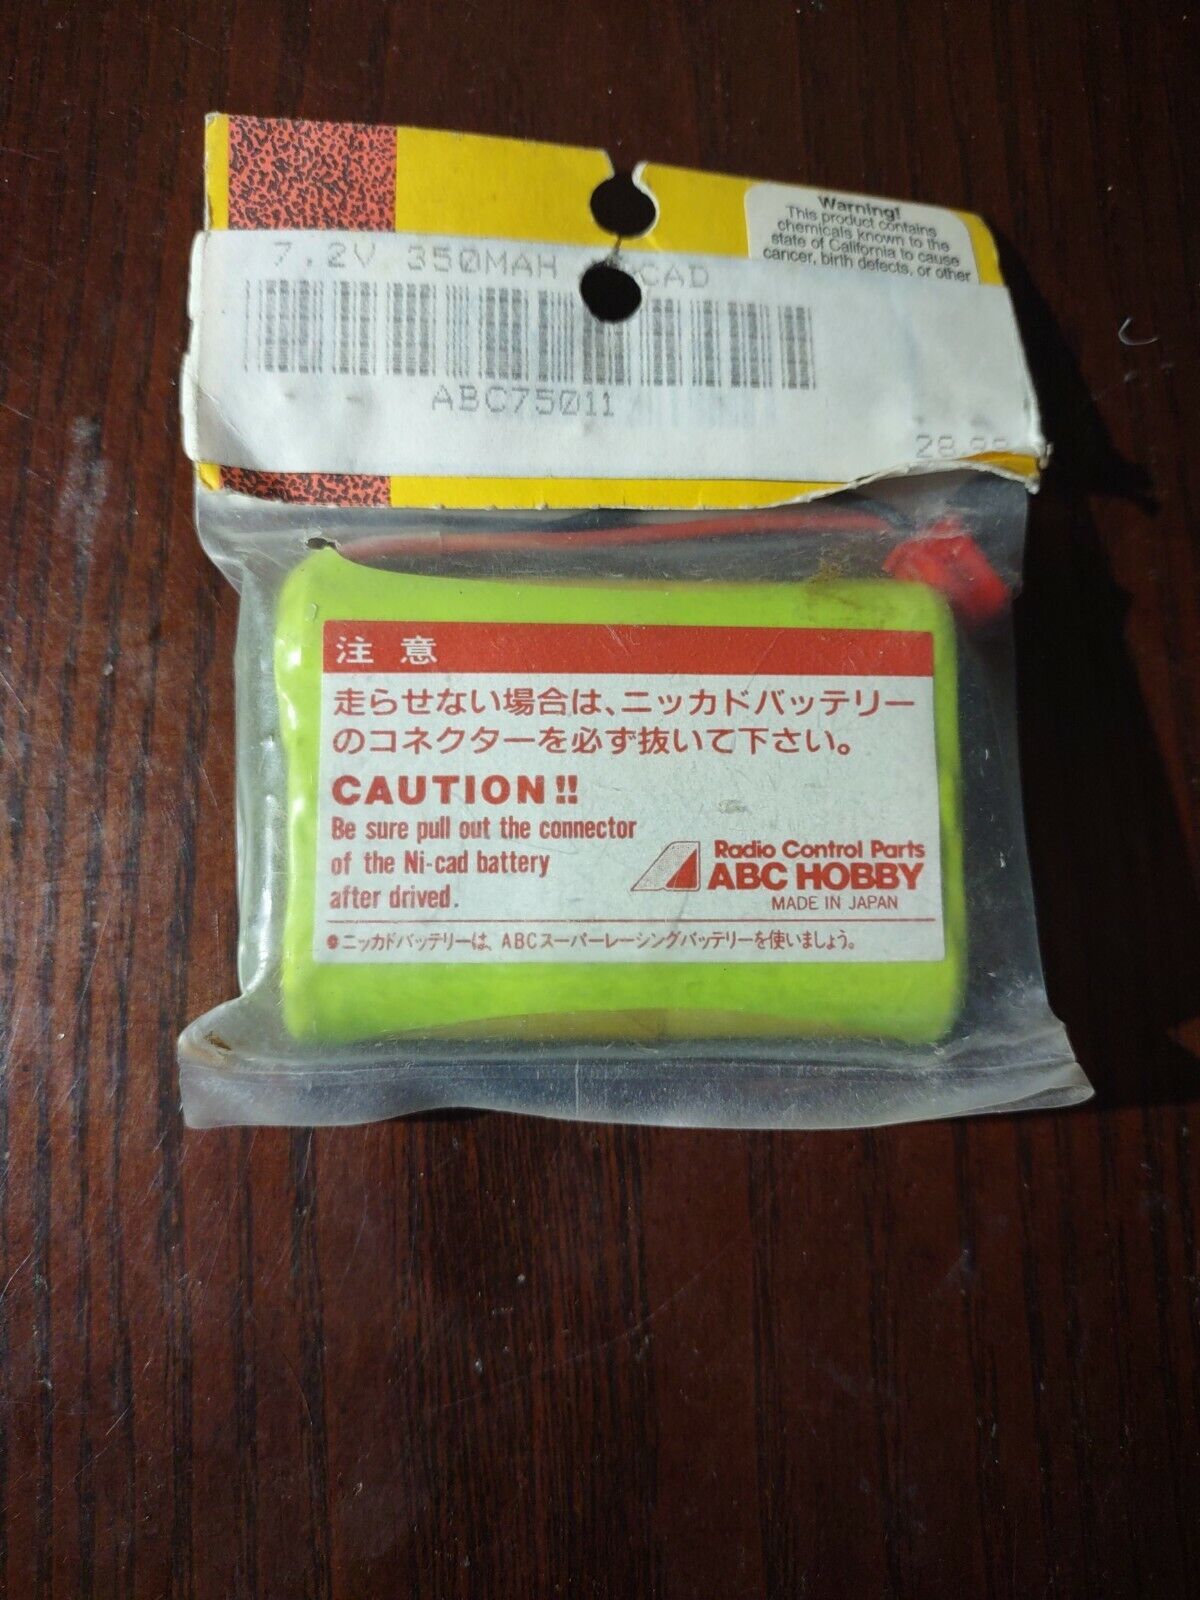 Warning!
This product contains
chemicals known to the
state of California to cause
cancer, birth defects, or other
7.2V 350MAH CAD
ABC75011
注意
走らせない場合は、ニッカドバッテリー
のコネクターを必ず抜いて下さい。
CAUTION!!
Be sure pull out the connector
of the Ni-cad battery
after drived.
Radio Control Parts
ABC HOBBY
MADE IN JAPAN
●ニッカドバッテリーは、ABCスーパーレーシングバッテリーを使いましょう。